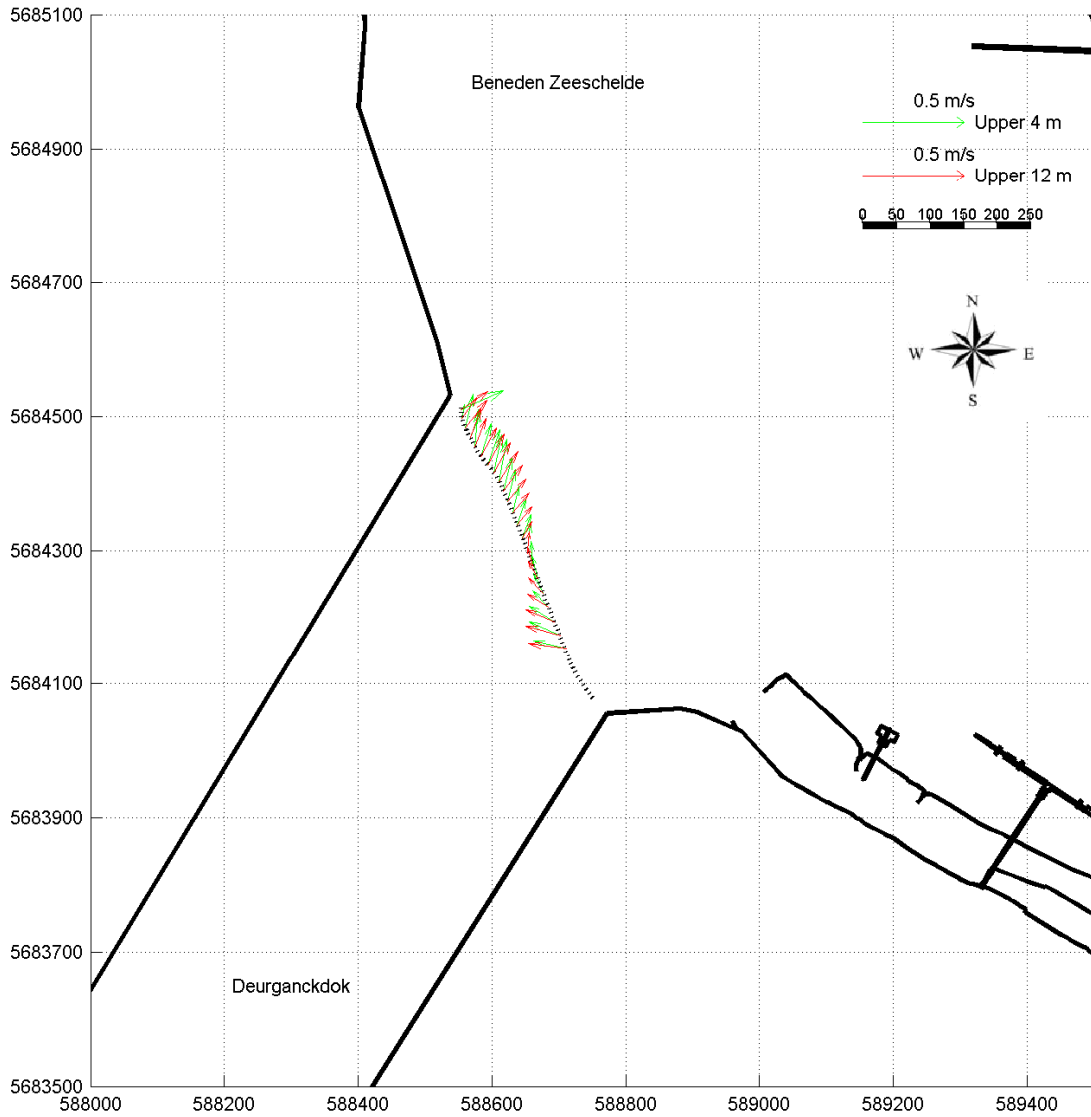 5685100
Beneden Zeeschelde
0.5 m/s
Upper 4 m
5684900
0.5 m/s
Upper 12 m
0 50 100 150 200 250
5684700
N
W E
S
5684500
5684300
5684100
5683900
5683700
Deurganckdok
5683500
588000 588200 588400 588600 588800 589000 589200 589400